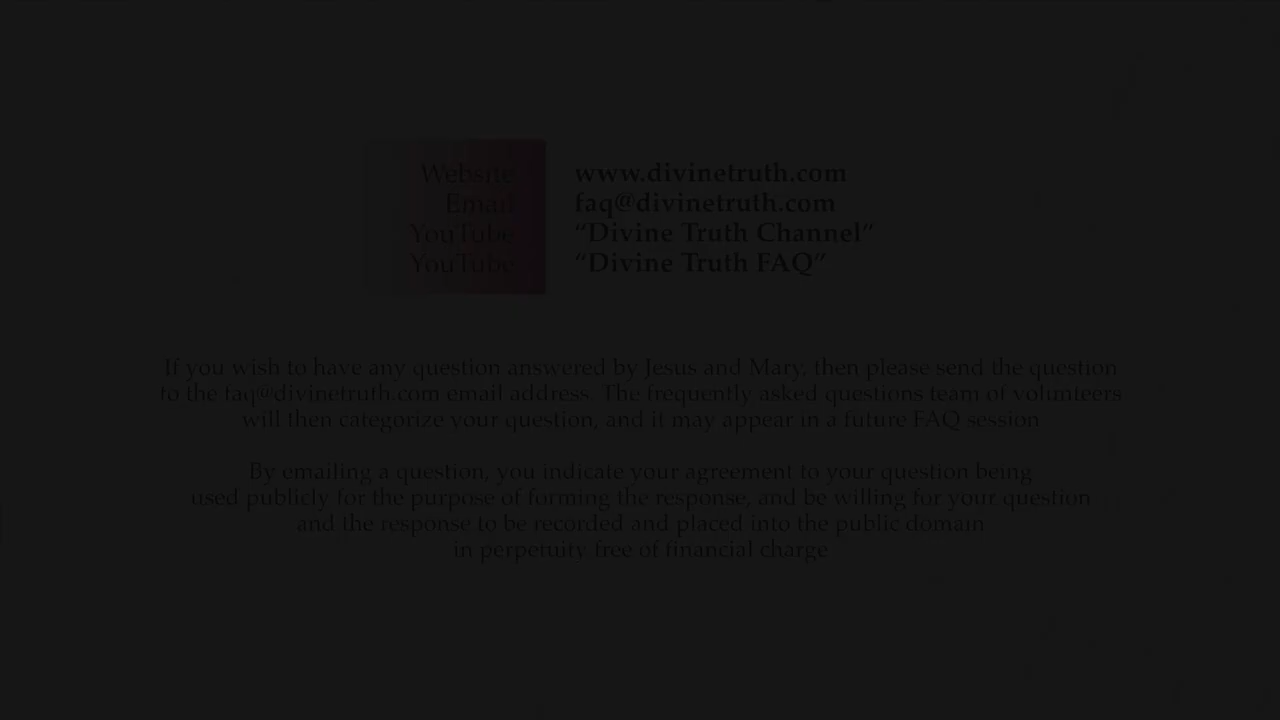 Website www.divinetruth.com
Email faq@divinetruth.com
YouTube “Divine Truth Channel”
YouTube “Divine Truth FAQ”
If you wish to have any question answered by Jesus and Mary, then please send the question
to the faq@divinetruth.com email address. The frequently asked questions team of volunteers
will then categorize your question, and it may appear in a future FAQ session
By emailing a question, you indicate your agreement to your question being
used publicly for the purpose of forming the response, and be willing for your question
and the response to be recorded and placed into the public domain
in perpetuity free of financial charge